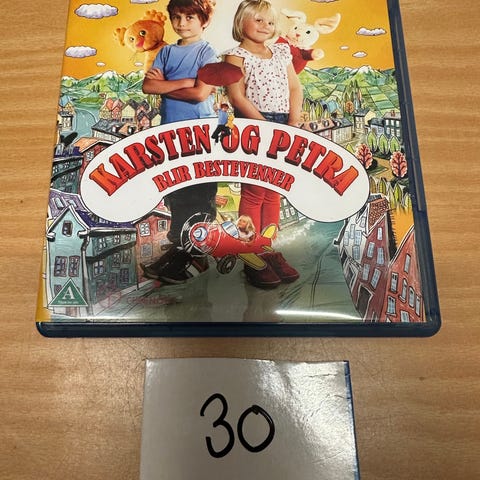 KARSTEN OG PETRA
BLIR BESTEVENNER
A
30